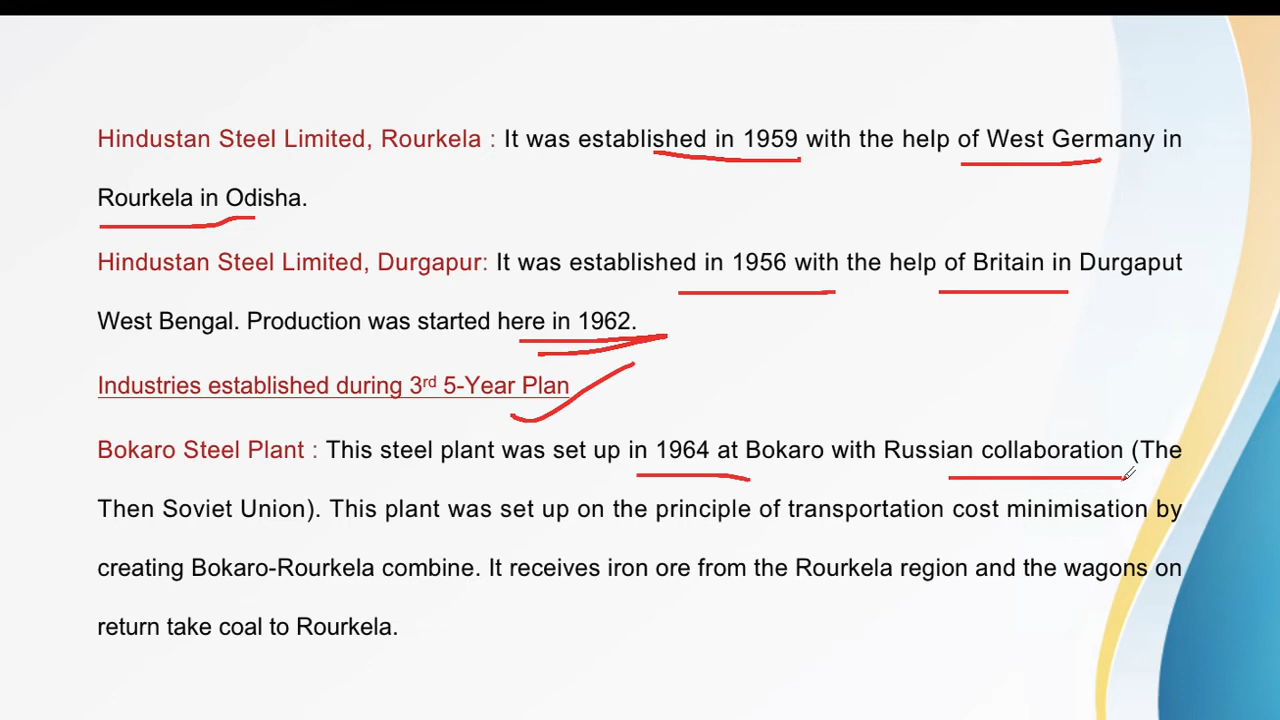 Hindustan Steel Limited, Rourkela : It was established in 1959 with the help of West Germany in
Rourkela in Odisha.
Hindustan Steel Limited, Durgapur: It was established in 1956 with the help of Britain in Durgaput
West Bengal. Production was started here in 1962.
Industries established during 3rd 5-Year Plan
Bokaro Steel Plant : This steel plant was set up in 1964 at Bokaro with Russian collaboration (The
Then Soviet Union). This plant was set up on the principle of transportation cost minimisation by
creating Bokaro-Rourkela combine. It receives iron ore from the Rourkela region and the wagons on
return take coal to Rourkela.